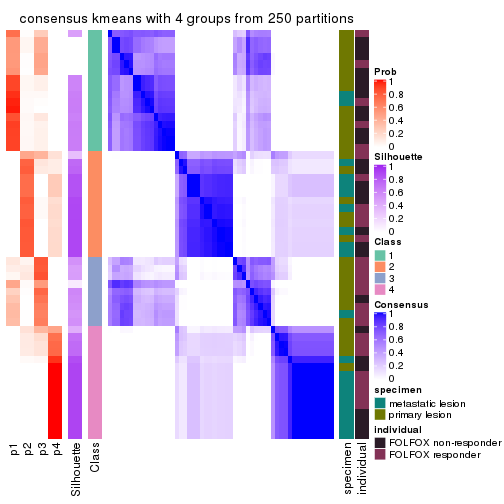 consensus kmeans with 4 groups from 250 partitions
Prob
1
0.8
0.6
0.4
0.2
0
Silhouette
1
0.8
0.6
0.4
0.2
0
Class
1
2
3
4
Consensus
1
0.8
0.6
0.4
0.2
0
specimen
metastatic lesion
primary lesion
individual
FOLFOX non-responder
FOLFOX responder
p1
p2
p3
p4
Silhouette
Class
specimen
individual